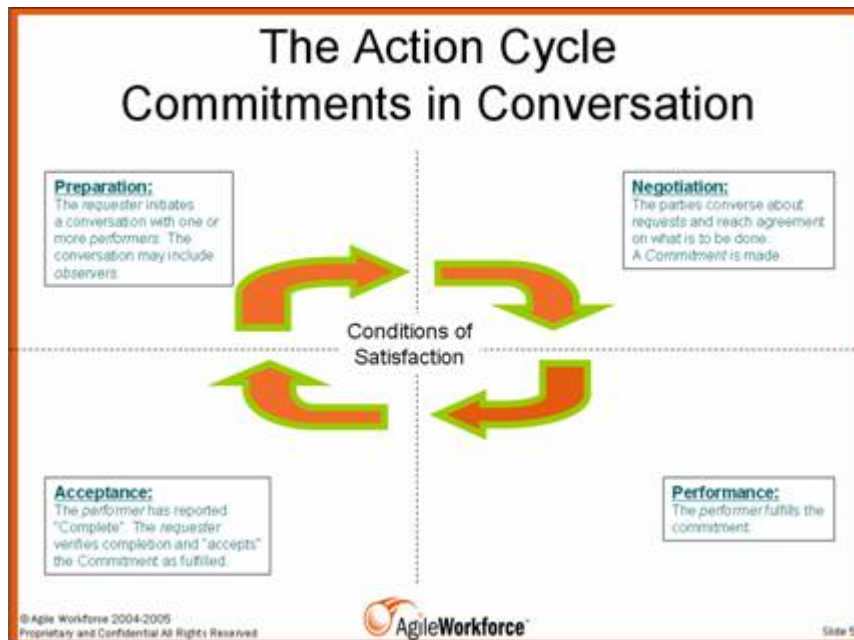 The Action Cycle
Commitments in Conversation
Preparation:
The requester initiates
a conversation with one or
more performers. The
conversation may include
observers.
Negotiation:
The parties converse about
requests and reach agreement
on what is to be done.
A Commitment is made.
Conditions of
Satisfaction
Acceptance:
The performer has reported
"Complete". The requester
verifies completion and "accepts"
the Commitment as fulfilled.
Performance:
The performer fulfills the
commitment.
© Agile Workforce 2004-2005
Proprietary and Confidential All Rights Reserved
AgileWorkforce
Slide 5